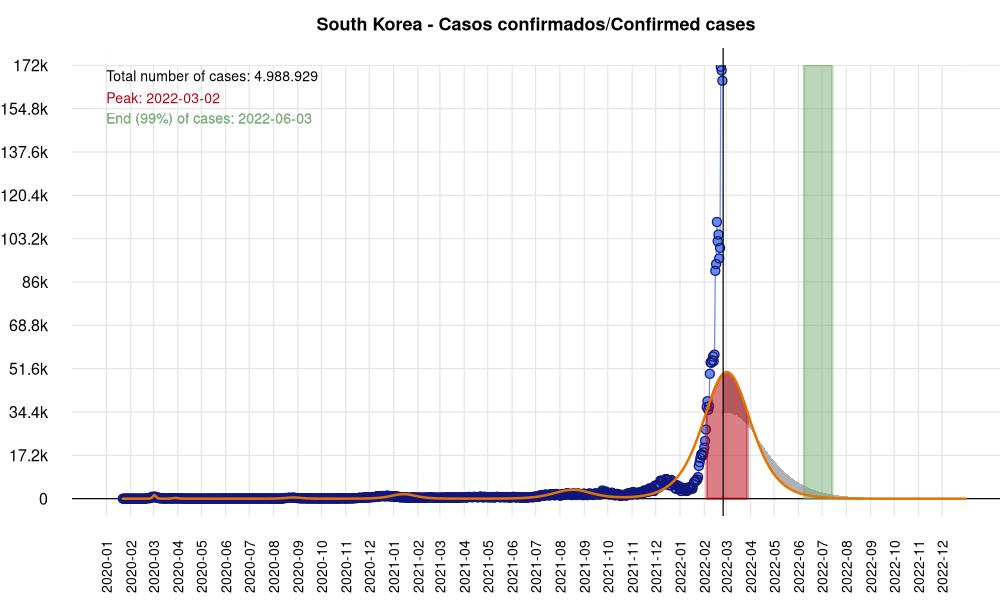 South Korea - Casos confirmados/Confirmed cases
Total number of cases: 4.988.929
Peak: 2022-03-02
End (99%) of cases: 2022-06-03
172k
154.8k
137.6k
120.4k
103.2k
86k
68.8k
51.6k
34.4k
17.2k
0
2020-01
2020-02
2020-03
2020-04
2020-05
2020-06
2020-07
2020-08
2020-09
2020-10
2020-11
2020-12
2021-01
2021-02
2021-03
2021-04
2021-05
2021-06
2021-07
2021-08
2021-09
2021-10
2021-11
2021-12
2022-01
2022-02
2022-03
2022-04
2022-05
2022-06
2022-07
2022-08
2022-09
2022-10
2022-11
2022-12